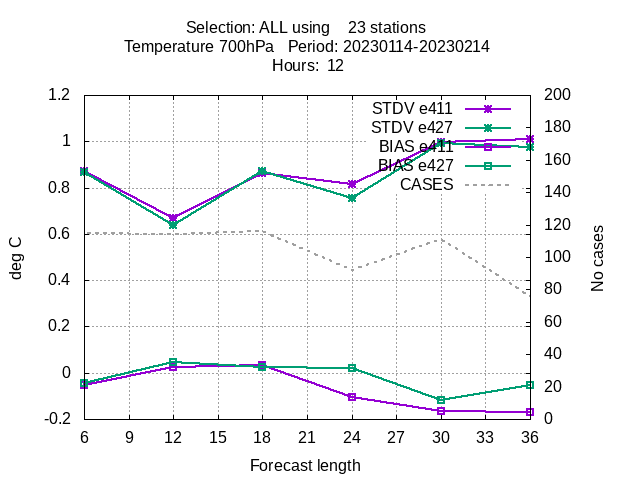 Selection: ALL using    23 stations
Temperature 700hPa   Period: 20230114-20230214
Hours:  12
1.2
1
0.8
0.6
0.4
0.2
0
-0.2
deg C
STDV e411
STDV e427
BIAS e411
BIAS e427
CASES
200
180
160
140
120
100
80
60
40
20
0
No cases
6 9 12 15 18 21 24 27 30 33 36
Forecast length